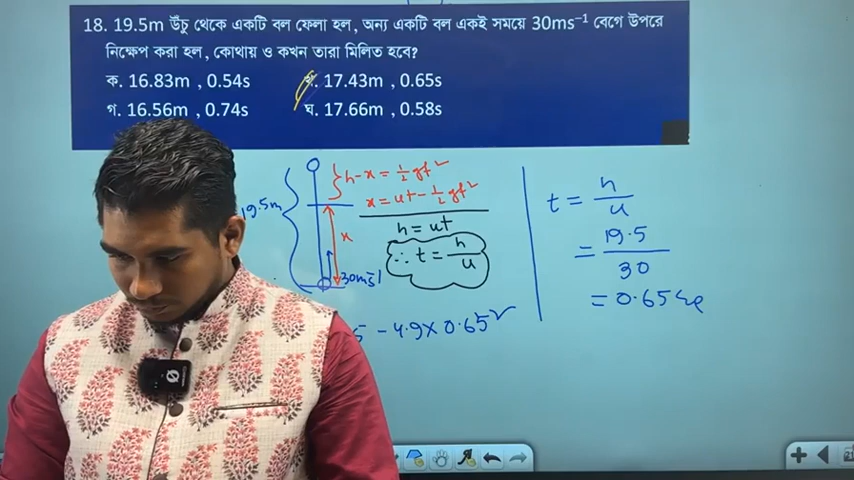 18. 19.5m উঁচু থেকে একটি বল ফেলা হল, অন্য একটি বল একই সময়ে 30ms⁻¹ বেগে উপরে
নিক্ষেপ করা হল, কোথায় ও কখন তারা মিলিত হবে?
ক. 16.83m , 0.54s
খ. 17.43m , 0.65s
গ. 16.56m , 0.74s
ঘ. 17.66m , 0.58s
19.5m
h-x = ½gt²
x = ut - ½gt²
h = ut
∴ t = h/u
x
30ms⁻¹
5 - 4.9 × 0.65²
t = h/u
= 19.5/30
= 0.65 sec
21